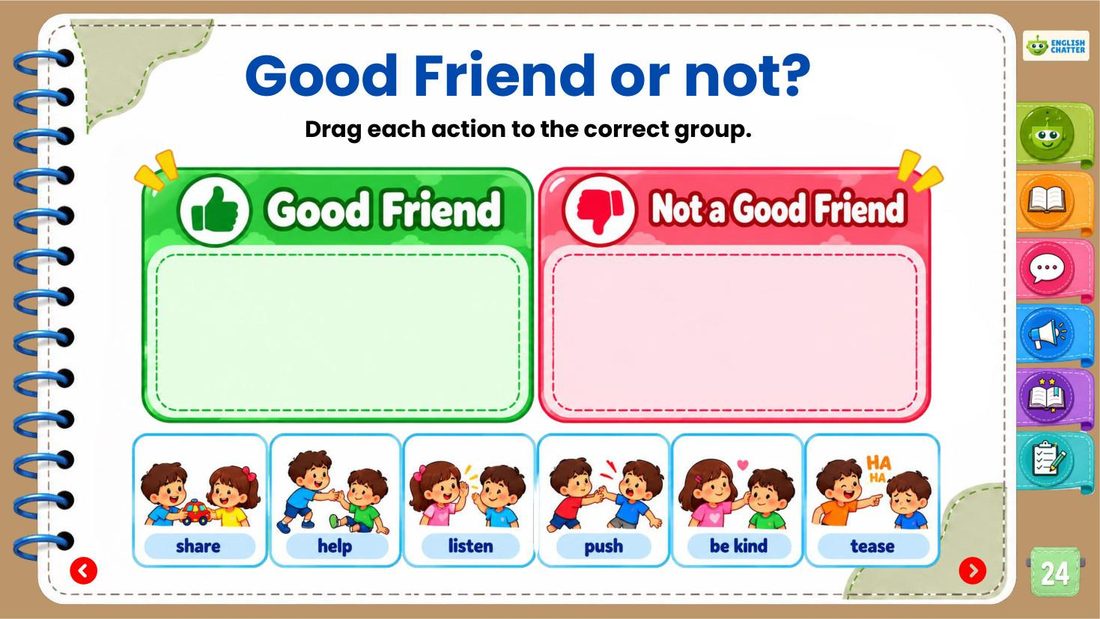 ENGLISH
CHATTER
Good Friend or not?
Drag each action to the correct group.
Good Friend
Not a Good Friend
HA
HA
share
help
listen
push
be kind
tease
24